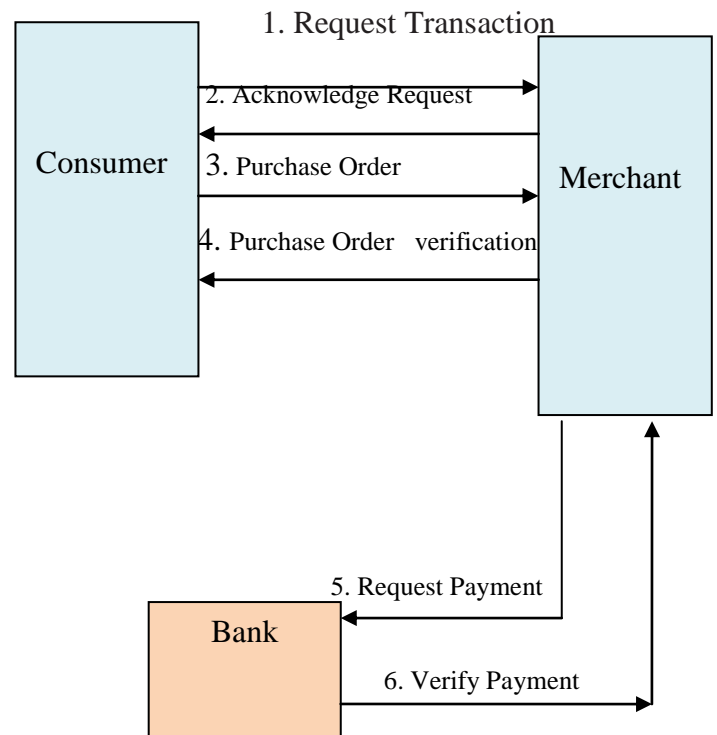 1. Request Transaction
2. Acknowledge Request
Consumer
3. Purchase Order
Merchant
4. Purchase Order verification
5. Request Payment
Bank
6. Verify Payment